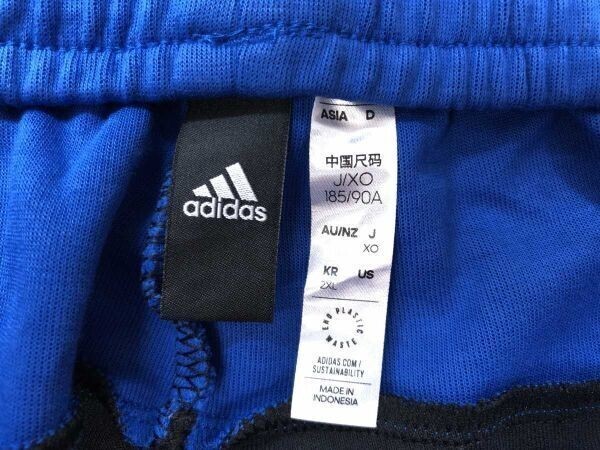 adidas
ASIA D
中国尺码
J/XO
185/90A
AU/NZ J
XO
KR US
2XL
END PLASTIC WASTE
ADIDAS.COM/
SUSTAINABILITY
MADE IN
INDONESIA